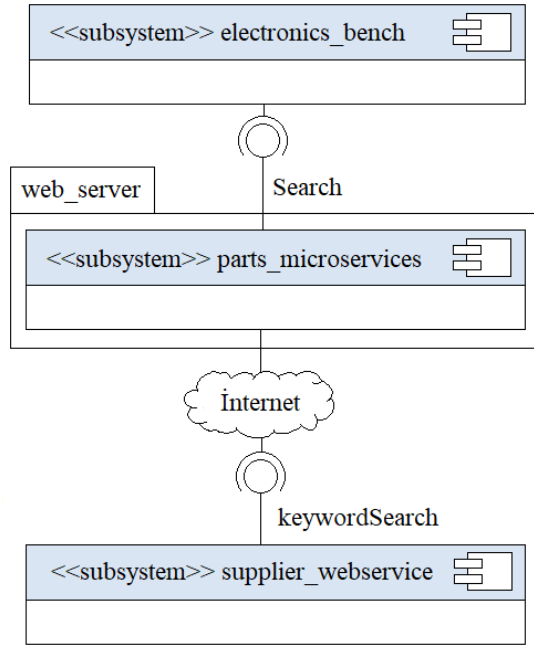 <<subsystem>> electronics_bench
web_server
Search
<<subsystem>> parts_microservices
İnternet
keywordSearch
<<subsystem>> supplier_webservice